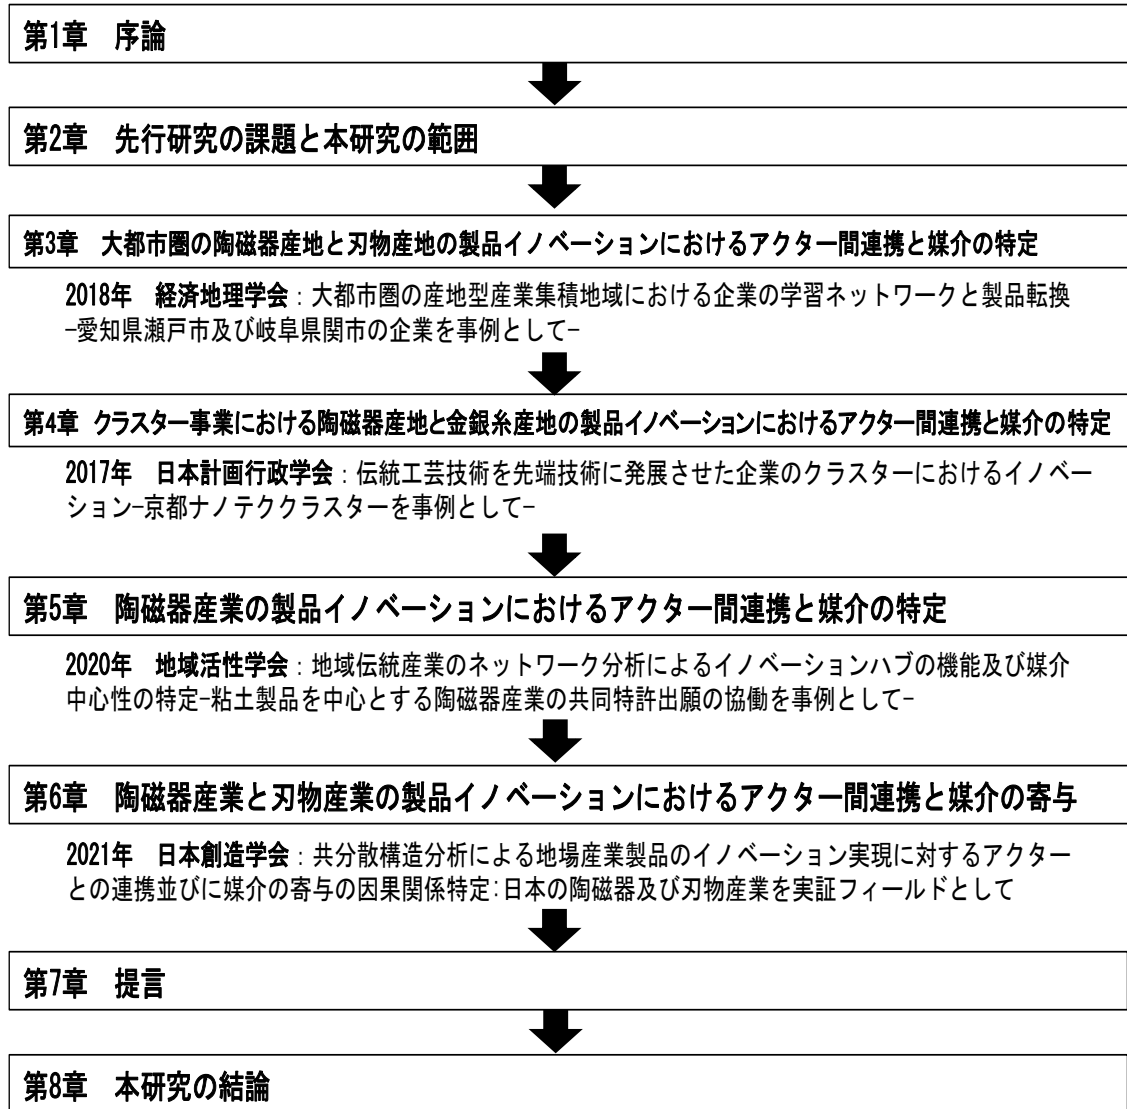 第1章　序論
第2章　先行研究の課題と本研究の範囲
第3章　大都市圏の陶磁器産地と刃物産地の製品イノベーションにおけるアクター間連携と媒介の特定
2018年　経済地理学会：大都市圏の産地型産業集積地域における企業の学習ネットワークと製品転換
-愛知県瀬戸市及び岐阜県関市の企業を事例として-
第4章　クラスター事業における陶磁器産地と金銀糸産地の製品イノベーションにおけるアクター間連携と媒介の特定
2017年　日本計画行政学会：伝統工芸技術を先端技術に発展させた企業のクラスターにおけるイノベー
ション-京都ナノテククラスターを事例として-
第5章　陶磁器産業の製品イノベーションにおけるアクター間連携と媒介の特定
2020年　地域活性学会：地域伝統産業のネットワーク分析によるイノベーションハブの機能及び媒介
中心性の特定-粘土製品を中心とする陶磁器産業の共同特許出願の協働を事例として-
第6章　陶磁器産業と刃物産業の製品イノベーションにおけるアクター間連携と媒介の寄与
2021年　日本創造学会：共分散構造分析による地場産業製品のイノベーション実現に対するアクター
との連携並びに媒介の寄与の因果関係特定:日本の陶磁器及び刃物産業を実証フィールドとして
第7章　提言
第8章　本研究の結論